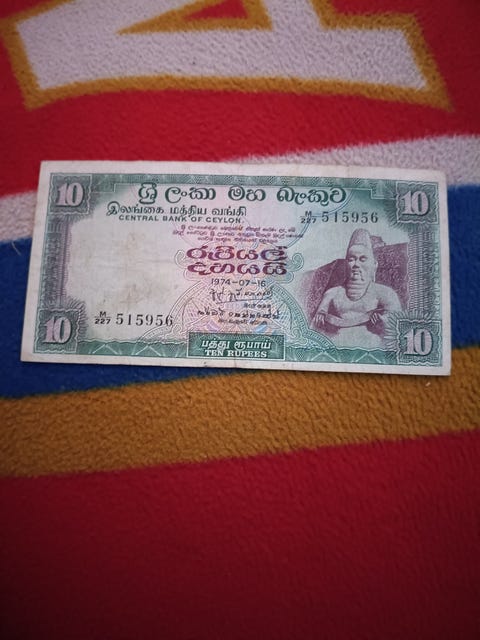 10
ශ්‍රී ලංකා මහ බැංකුව
இலங்கை மத்திய வங்கி
CENTRAL BANK OF CEYLON.
M/227 515956
10
රුපියල්
දහයයි
1974-07-16
M/227 515956
10
பத்து ரூபாய்
TEN RUPEES
10